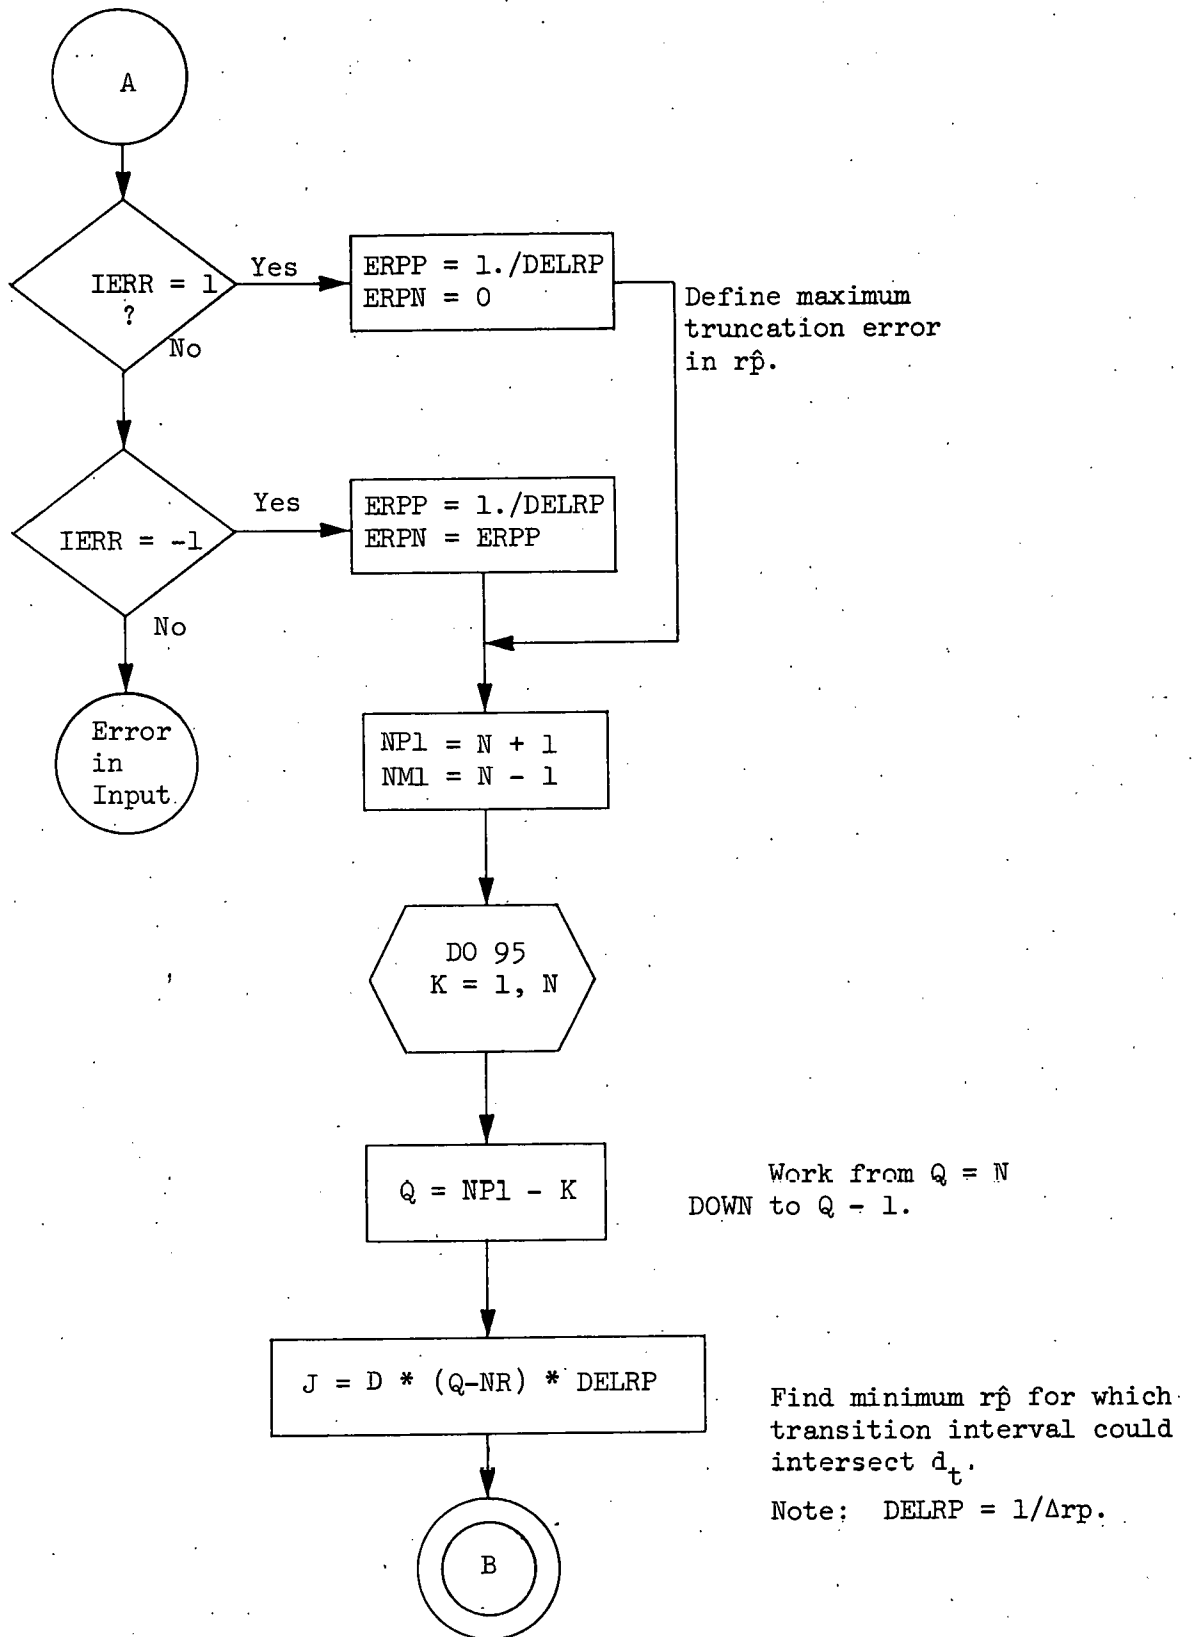 A
IERR = 1
?
Yes
No
ERPP = 1./DELRP
ERPN = 0
Define maximum
truncation error
in rp̂.
IERR = -1
Yes
No
ERPP = 1./DELRP
ERPN = ERPP
Error
in
Input
NP1 = N + 1
NM1 = N - 1
DO 95
K = 1, N
Q = NP1 - K
Work from Q = N
DOWN to Q - 1.
J = D * (Q-NR) * DELRP
Find minimum rp̂ for which
transition interval could
intersect d_t.
Note: DELRP = 1/Δrp.
B